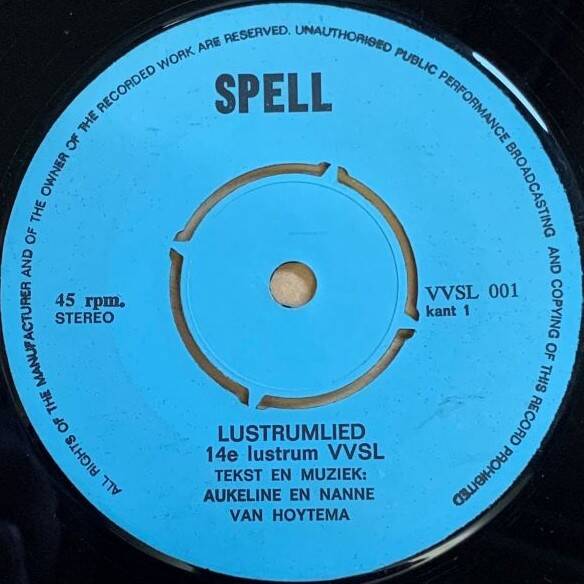 ALL RIGHTS OF THE MANUFACTURER AND OF THE OWNER OF THE RECORDED WORK ARE RESERVED. UNAUTHORISED PUBLIC PERFORMANCE BROADCASTING AND COPYING OF THIS RECORD PROHIBITED
SPELL
45 rpm.
STEREO
VVSL 001
kant 1
LUSTRUMLIED
14e lustrum VVSL
TEKST EN MUZIEK:
AUKELINE EN NANNE
VAN HOYTEMA